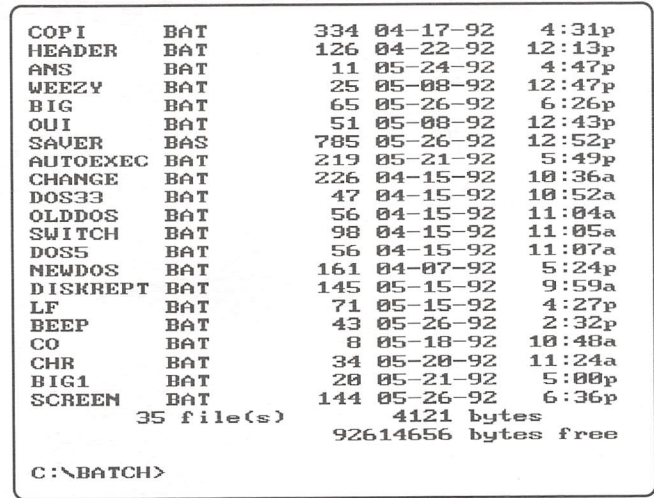 COPI     BAT       334 04-17-92   4:31p
HEADER   BAT       126 04-22-92  12:13p
ANS      BAT        11 05-24-92   4:47p
WEEZY    BAT        25 05-08-92  12:47p
BIG      BAT        65 05-26-92   6:26p
OUI      BAT        51 05-08-92  12:43p
SAVER    BAS       785 05-26-92  12:52p
AUTOEXEC BAT       219 05-21-92   5:49p
CHANGE   BAT       226 04-15-92  10:36a
DOS33    BAT        47 04-15-92  10:52a
OLDDOS   BAT        56 04-15-92  11:04a
SWITCH   BAT        98 04-15-92  11:05a
DOS5     BAT        56 04-15-92  11:07a
NEWDOS   BAT       161 04-07-92   5:24p
DISKREPT BAT       145 05-15-92   9:59a
LF       BAT        71 05-15-92   4:27p
BEEP     BAT        43 05-26-92   2:32p
CO       BAT         8 05-18-92  10:48a
CHR      BAT        34 05-20-92  11:24a
BIG1     BAT        20 05-21-92   5:00p
SCREEN   BAT       144 05-26-92   6:36p
35 file(s)       4121 bytes
92614656 bytes free
C:\BATCH>